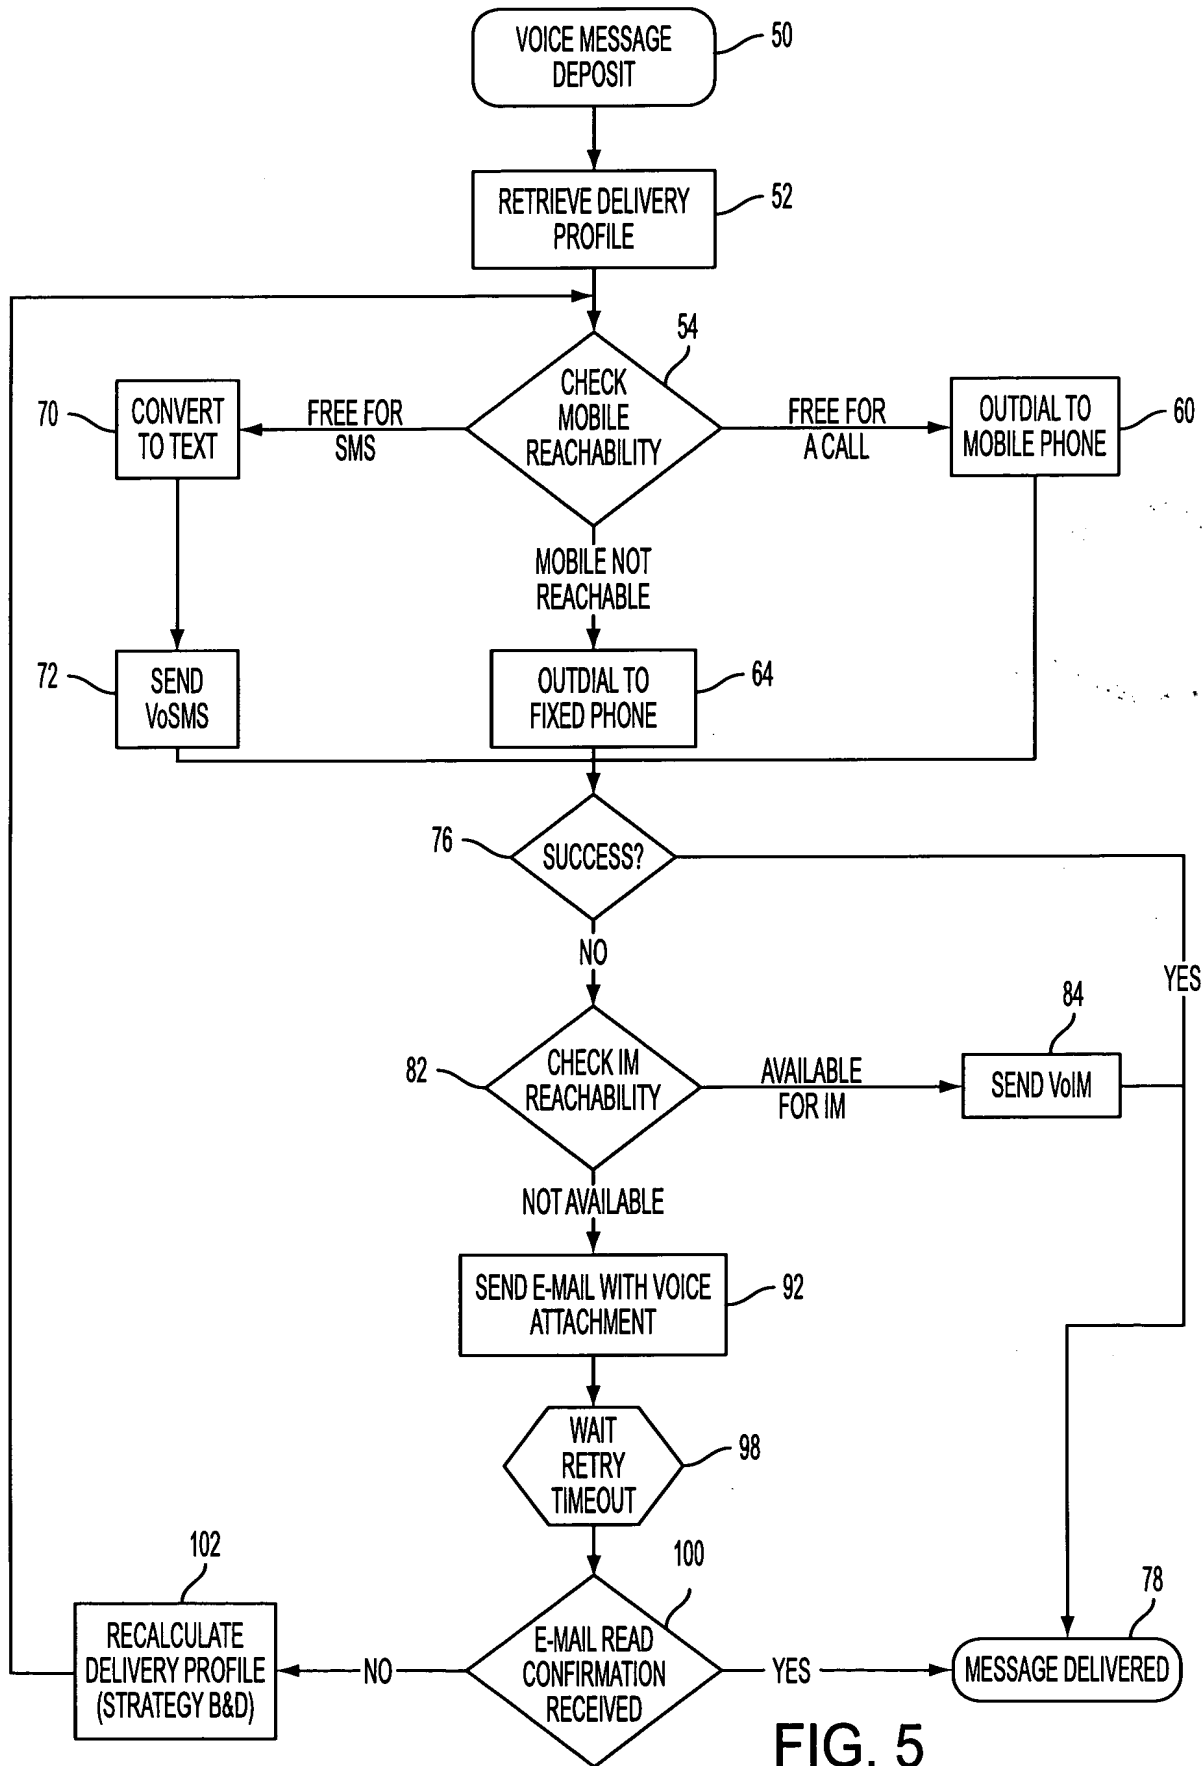 VOICE MESSAGE
DEPOSIT
50
RETRIEVE DELIVERY
PROFILE
52
54
CHECK
MOBILE
REACHABILITY
70
CONVERT
TO TEXT
FREE FOR
SMS
FREE FOR
A CALL
OUTDIAL TO
MOBILE PHONE
60
MOBILE NOT
REACHABLE
72
SEND
VoSMS
OUTDIAL TO
FIXED PHONE
64
76
SUCCESS?
NO
YES
82
CHECK IM
REACHABILITY
AVAILABLE
FOR IM
84
SEND VoIM
NOT AVAILABLE
SEND E-MAIL WITH VOICE
ATTACHMENT
92
WAIT
RETRY
TIMEOUT
98
102
RECALCULATE
DELIVERY PROFILE
(STRATEGY B&D)
NO
100
E-MAIL READ
CONFIRMATION
RECEIVED
YES
78
MESSAGE DELIVERED
FIG. 5